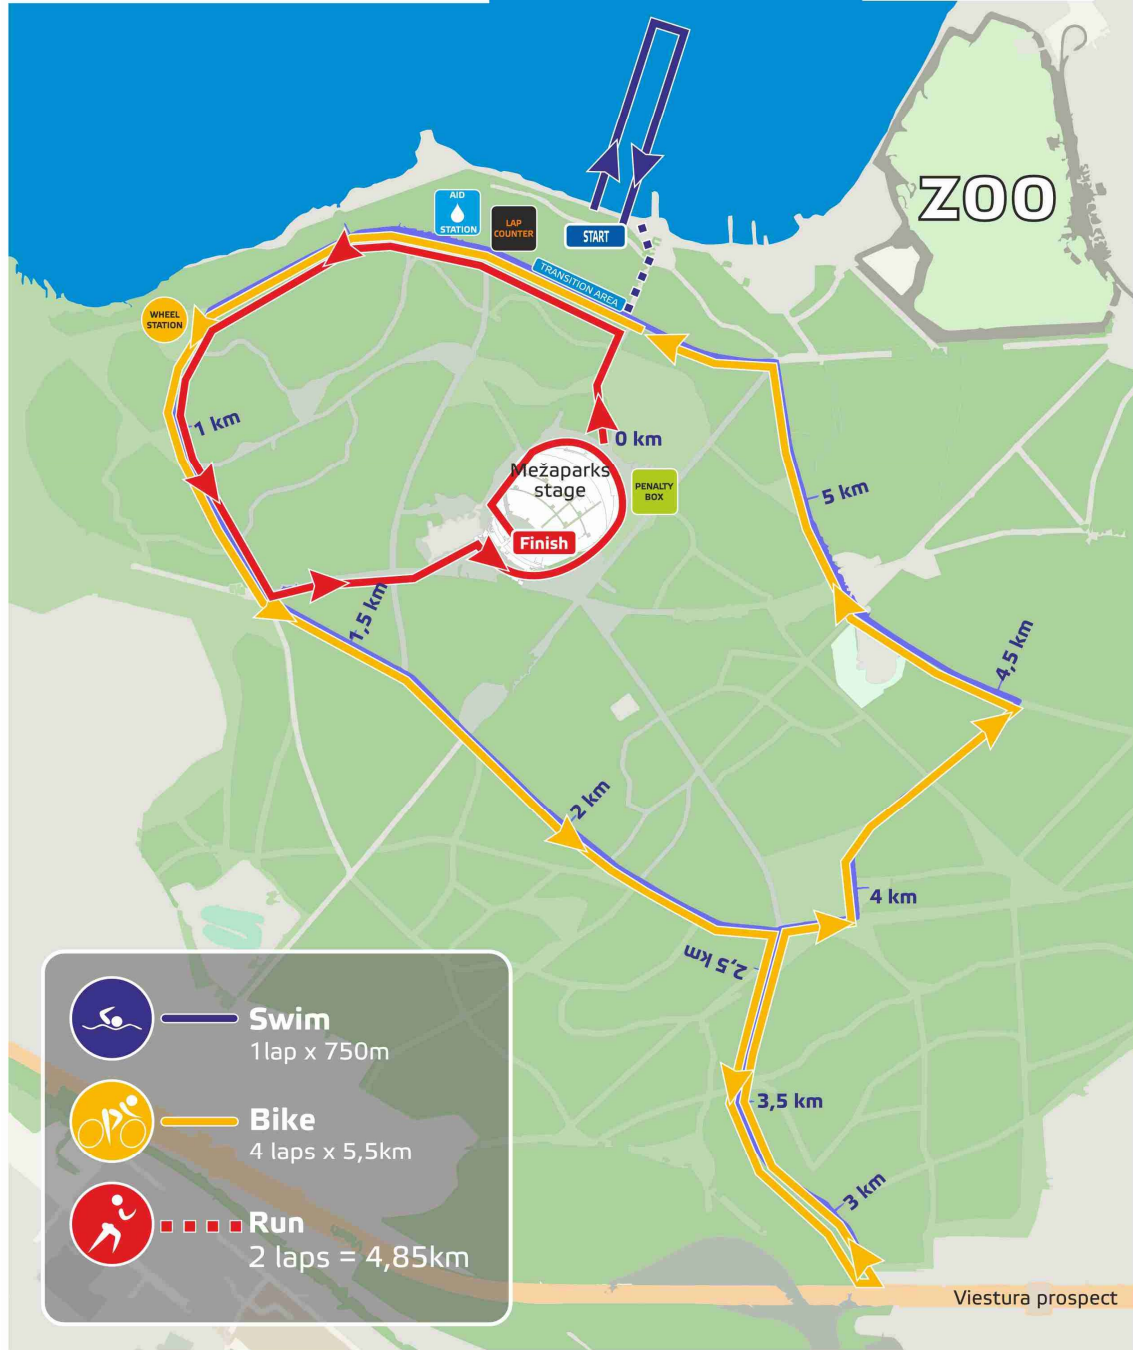 ZOO
AID
STATION
LAP
COUNTER
START
TRANSITION AREA
WHEEL
STATION
1 km
0 km
Mežaparks
stage
PENALTY
BOX
5 km
Finish
1,5 km
4,5 km
2 km
4 km
2,5 km
3,5 km
3 km
Swim
1lap x 750m
Bike
4 laps x 5,5km
Run
2 laps = 4,85km
Viestura prospect